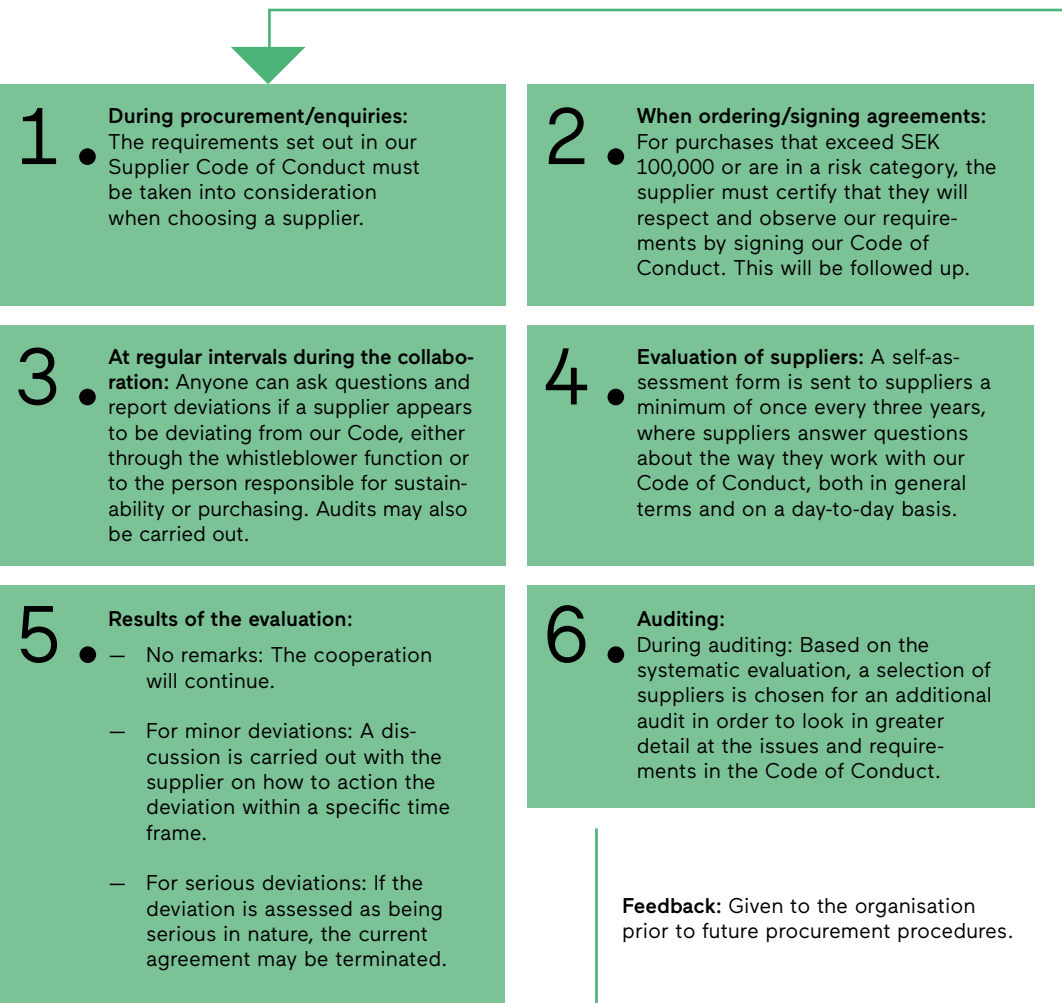 1.
During procurement/enquiries:
The requirements set out in our
Supplier Code of Conduct must
be taken into consideration
when choosing a supplier.
2.
When ordering/signing agreements:
For purchases that exceed SEK
100,000 or are in a risk category, the
supplier must certify that they will
respect and observe our require-
ments by signing our Code of
Conduct. This will be followed up.
3.
At regular intervals during the collabo-
ration: Anyone can ask questions and
report deviations if a supplier appears
to be deviating from our Code, either
through the whistleblower function or
to the person responsible for sustain-
ability or purchasing. Audits may also
be carried out.
4.
Evaluation of suppliers: A self-as-
sessment form is sent to suppliers a
minimum of once every three years,
where suppliers answer questions
about the way they work with our
Code of Conduct, both in general
terms and on a day-to-day basis.
5.
Results of the evaluation:
— No remarks: The cooperation
will continue.
— For minor deviations: A dis-
cussion is carried out with the
supplier on how to action the
deviation within a specific time
frame.
— For serious deviations: If the
deviation is assessed as being
serious in nature, the current
agreement may be terminated.
6.
Auditing:
During auditing: Based on the
systematic evaluation, a selection of
suppliers is chosen for an additional
audit in order to look in greater
detail at the issues and require-
ments in the Code of Conduct.
Feedback: Given to the organisation
prior to future procurement procedures.